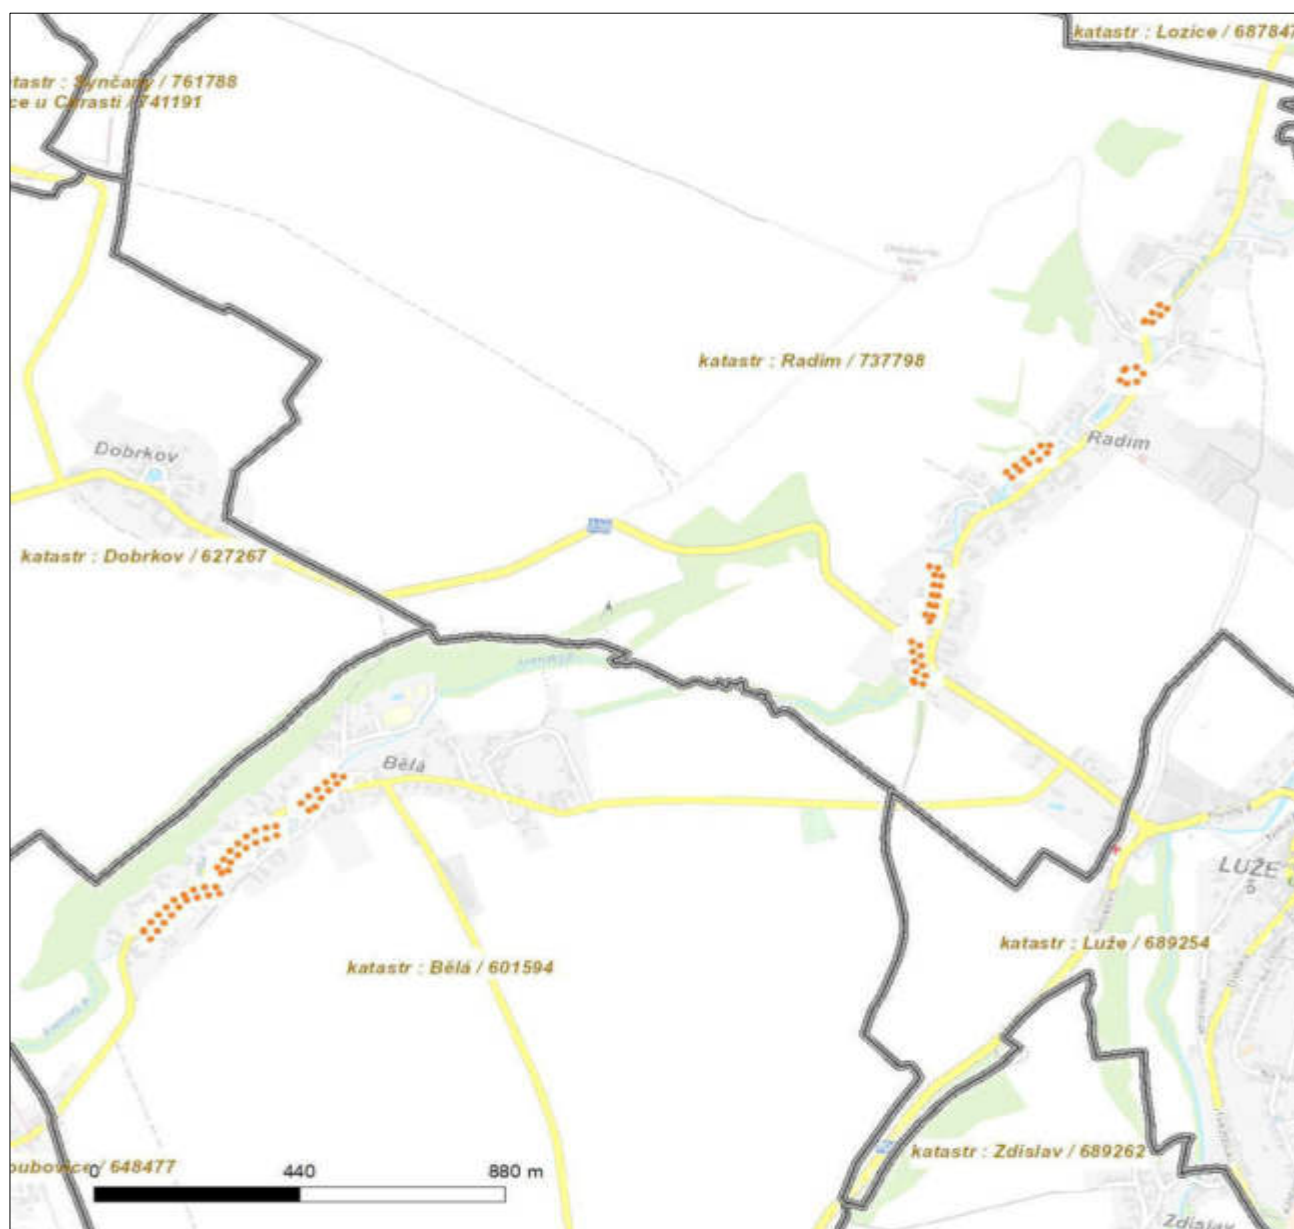 katastr : Lozice / 687847
tastr : Synčany / 761788
ce u Chrasti / 741191
katastr : Radim / 737798
Radim
Dobrkov
katastr : Dobrkov / 627267
Bělá
LUŽE
katastr : Luže / 689254
katastr : Bělá / 601594
katastr : Zdislav / 689262
oubovice / 648477
0 440 880 m
Zdislav